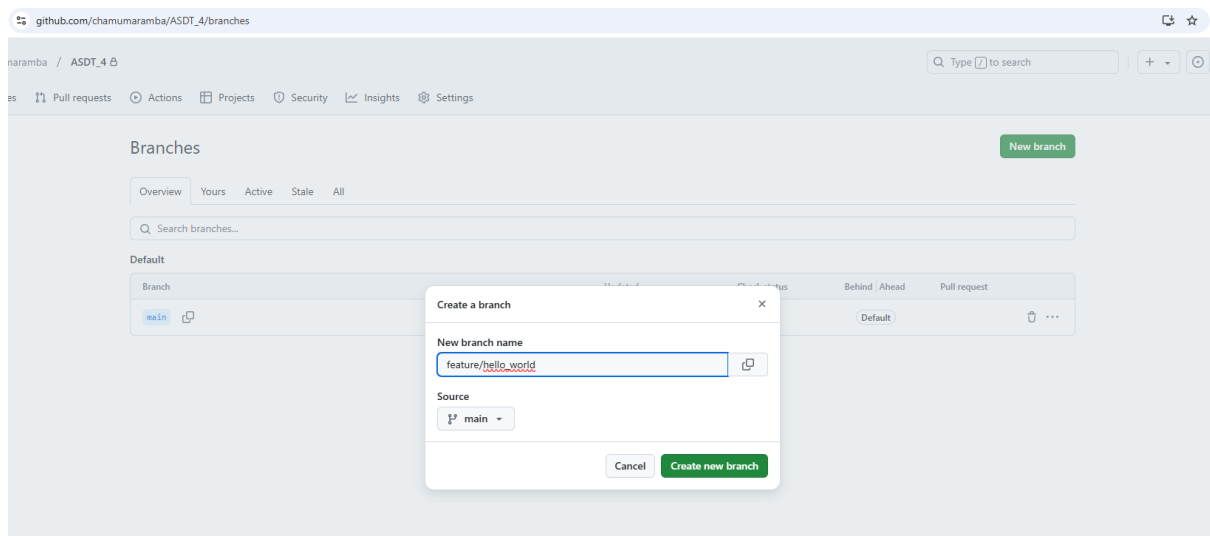 github.com/chamumaramba/ASDT_4/branches
naramba / ASDT_4
Type / to search
es Pull requests Actions Projects Security Insights Settings
Branches
New branch
Overview Yours Active Stale All
Search branches...
Default
Branch Behind Ahead Pull request
main Default
Create a branch
New branch name
feature/hello_world
Source
main
Cancel Create new branch